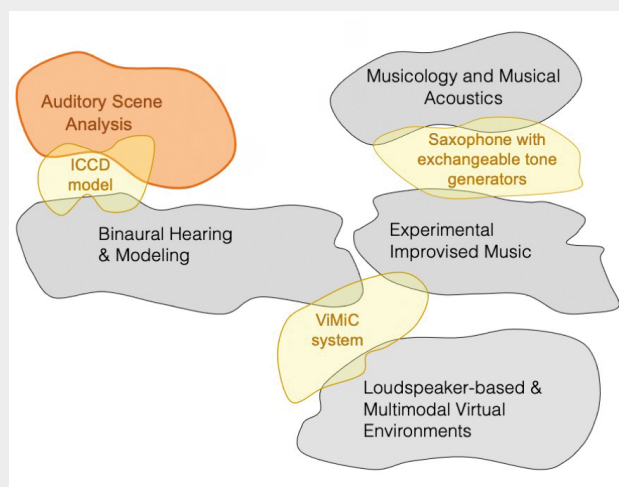 Auditory Scene
Analysis
ICCD
model
Binaural Hearing
& Modeling
Musicology and Musical
Acoustics
Saxophone with
exchangeable tone
generators
Experimental
Improvised Music
ViMiC
system
Loudspeaker-based &
Multimodal Virtual
Environments